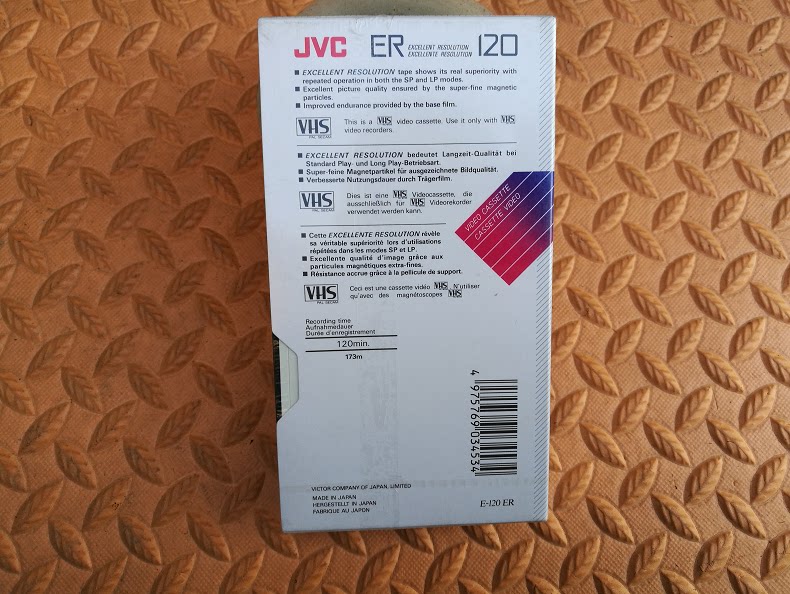 JVC ER EXCELLENT RESOLUTION 120
EXCELLENTE RESOLUTION
■ EXCELLENT RESOLUTION tape shows its real superiority with
repeated operation in both the SP and LP modes.
■ Excellent picture quality ensured by the super-fine magnetic
particles.
■ Improved endurance provided by the base film.
VHS
PAL SECAM
This is a VHS video cassette. Use it only with VHS
video recorders.
■ EXCELLENT RESOLUTION bedeutet Langzeit-Qualität bei
Standard Play- und Long Play-Betriebsart.
■ Super-feine Magnetpartikel für ausgezeichnete Bildqualität.
■ Verbesserte Nutzungsdauer durch Trägerfilm.
VHS
PAL SECAM
Dies ist eine VHS Videocassette, die
ausschließlich für VHS Videorekorder
verwendet werden kann.
VIDEO CASSETTE
CASSETTE VIDEO
■ Cette EXCELLENTE RESOLUTION révèle
sa véritable supériorité lors d'utilisations
répétées dans les modes SP et LP.
■ Excellente qualité d'image grâce aux
particules magnétiques extra-fines.
■ Résistance accrue grâce à la pellicule de support.
VHS
PAL SECAM
Ceci est une cassette vidéo VHS. N'utiliser
qu'avec des magnétoscopes VHS
Recording time
Aufnahmedauer
Durée d'enregistrement
120min.
173m
4 975769 034534
VICTOR COMPANY OF JAPAN, LIMITED
MADE IN JAPAN
HERGESTELLT IN JAPAN
FABRIQUE AU JAPON
E-120 ER